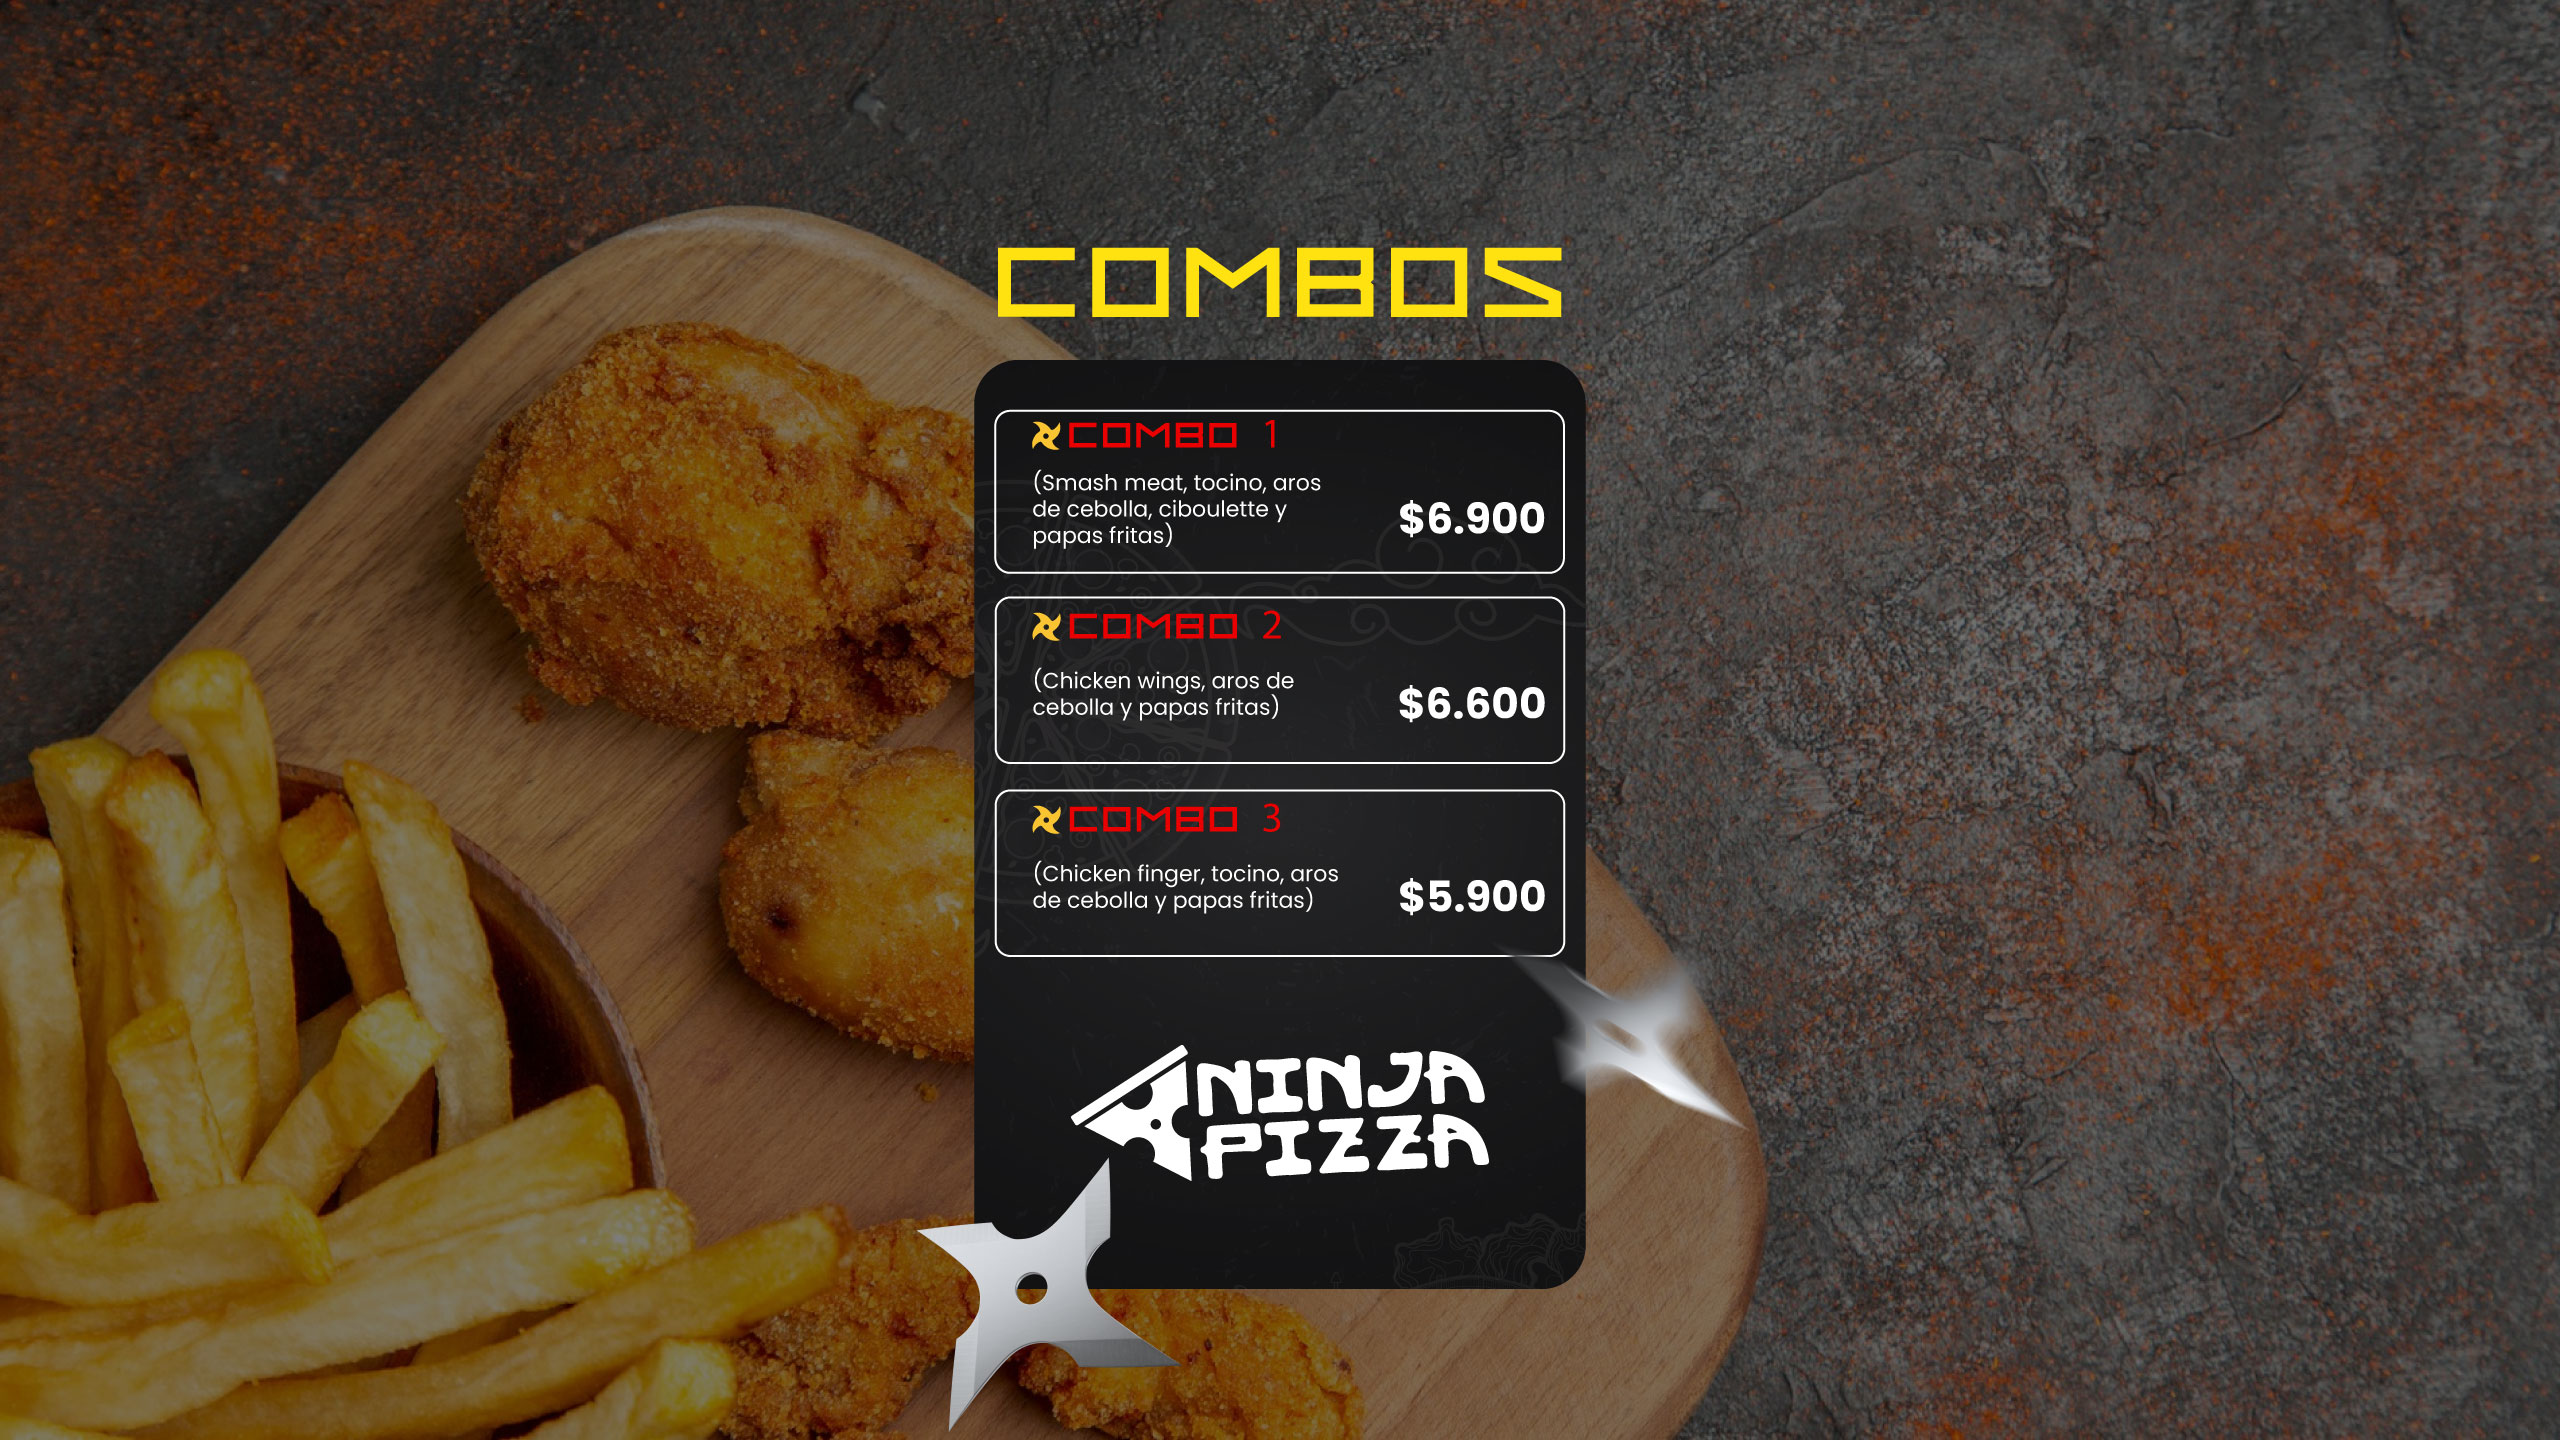 COMBOS
COMBO 1
(Smash meat, tocino, aros
de cebolla, ciboulette y
papas fritas)
$6.900
COMBO 2
(Chicken wings, aros de
cebolla y papas fritas)
$6.600
COMBO 3
(Chicken finger, tocino, aros
de cebolla y papas fritas)
$5.900
NINJA
PIZZA